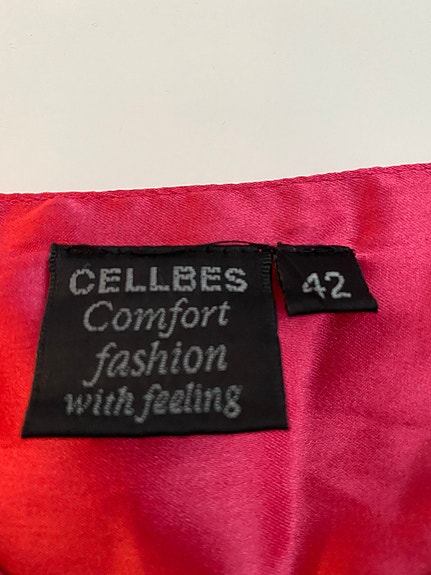 CELLBES
Comfort
fashion
with feeling
42